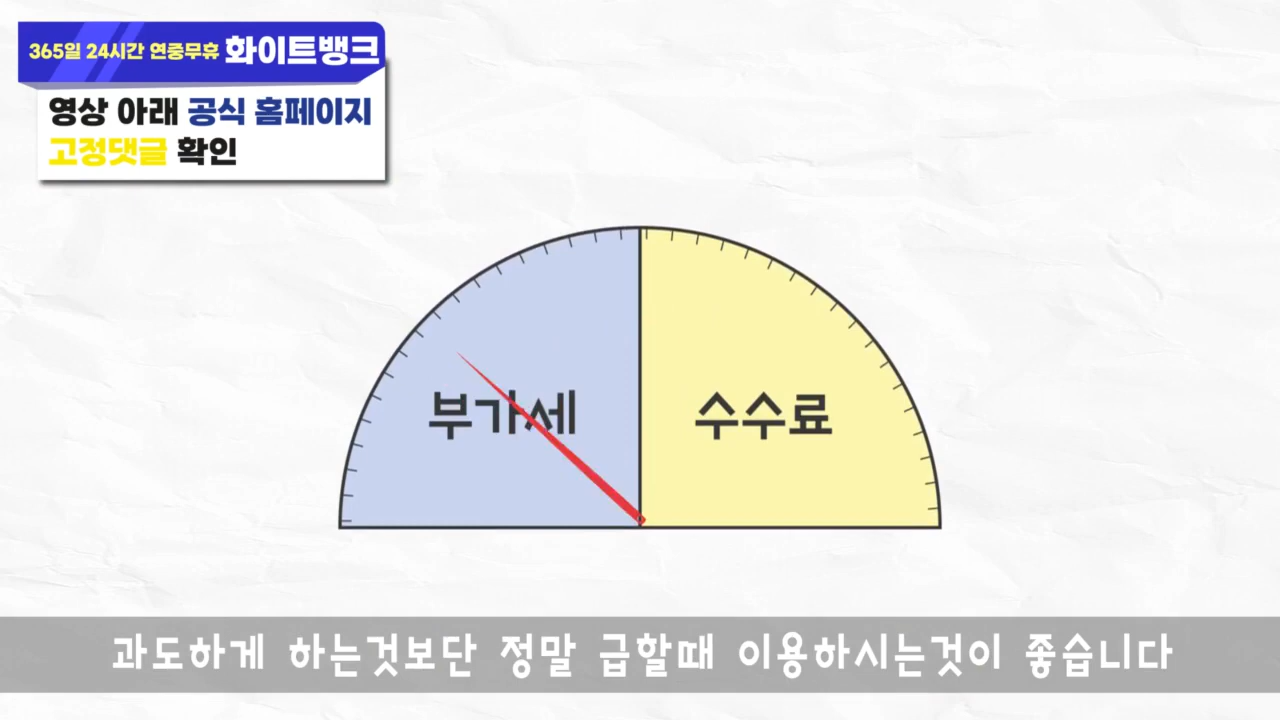 365일 24시간 연중무휴 화이트뱅크
영상 아래 공식 홈페이지
고정댓글 확인
부가세
수수료
과도하게 하는것보단 정말 급할때 이용하시는것이 좋습니다